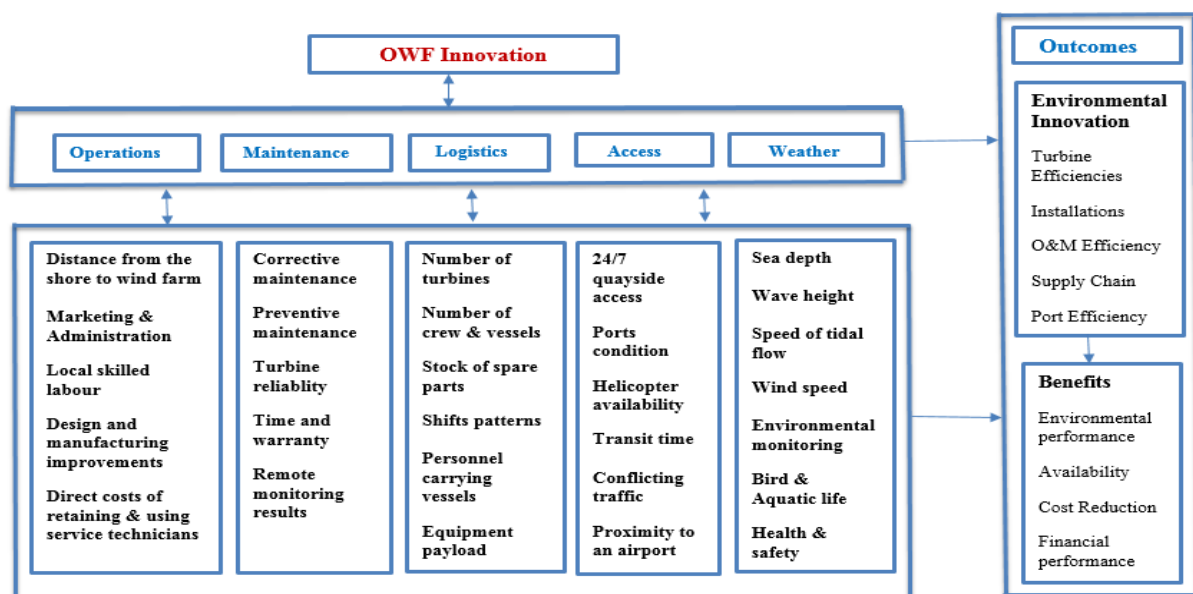 OWF Innovation
Operations
Maintenance
Logistics
Access
Weather
Distance from the
shore to wind farm
Marketing &
Administration
Local skilled
labour
Design and
manufacturing
improvements
Direct costs of
retaining & using
service technicians
Corrective
maintenance
Preventive
maintenance
Turbine
reliablity
Time and
warranty
Remote
monitoring
results
Number of
turbines
Number of
crew & vessels
Stock of spare
parts
Shifts patterns
Personnel
carrying
vessels
Equipment
payload
24/7
quayside
access
Ports
condition
Helicopter
availability
Transit time
Conflicting
traffic
Proximity to
an airport
Sea depth
Wave height
Speed of tidal
flow
Wind speed
Environmental
monitoring
Bird &
Aquatic life
Health &
safety
Outcomes
Environmental
Innovation
Turbine
Efficiencies
Installations
O&M Efficiency
Supply Chain
Port Efficiency
Benefits
Environmental
performance
Availability
Cost Reduction
Financial
performance